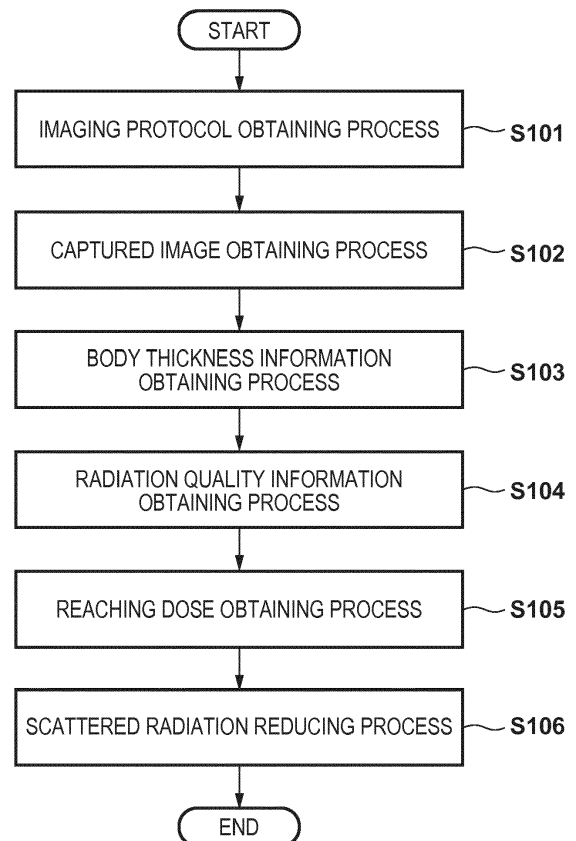 START
IMAGING PROTOCOL OBTAINING PROCESS
S101
CAPTURED IMAGE OBTAINING PROCESS
S102
BODY THICKNESS INFORMATION
OBTAINING PROCESS
S103
RADIATION QUALITY INFORMATION
OBTAINING PROCESS
S104
REACHING DOSE OBTAINING PROCESS
S105
SCATTERED RADIATION REDUCING PROCESS
S106
END